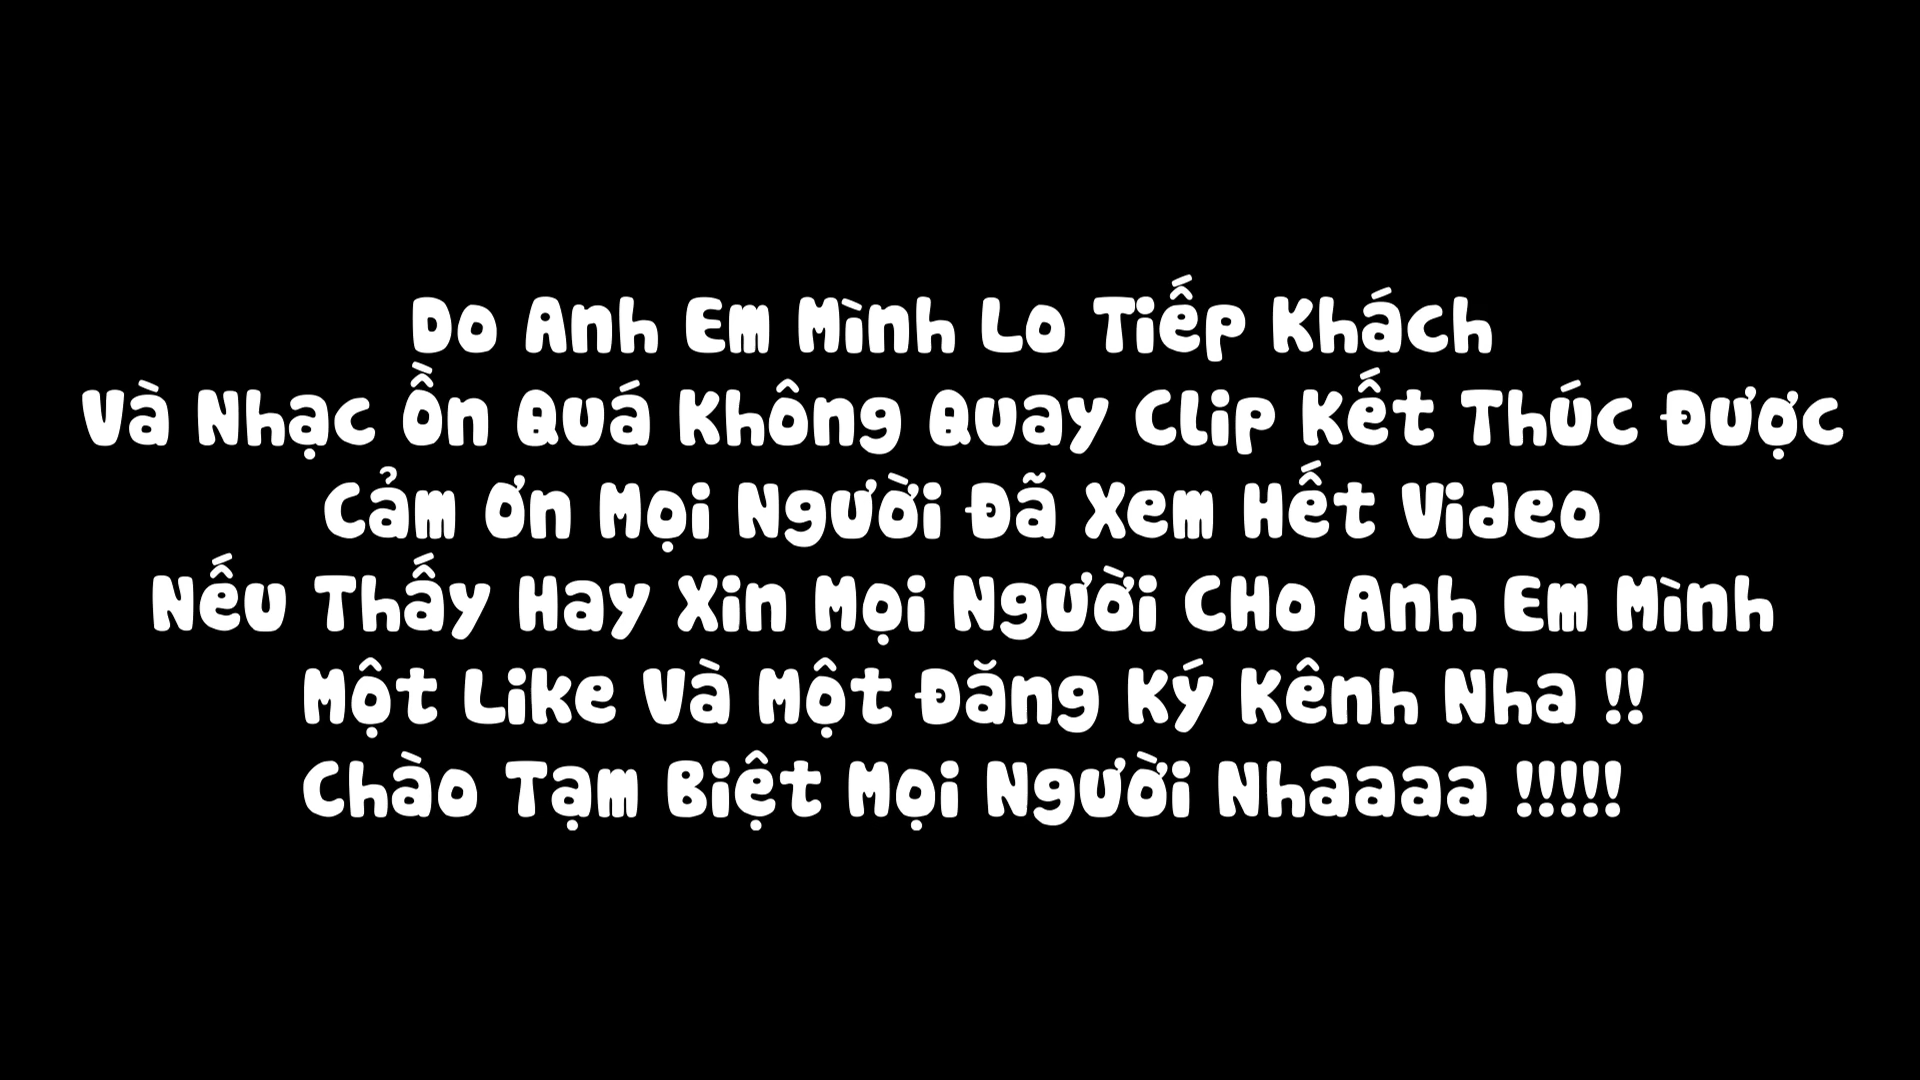 Do Anh Em Mình Lo Tiếp Khách
Và Nhạc Ồn Quá Không Quay Clip Kết Thúc Được
Cảm Ơn Mọi Người Đã Xem Hết Video
Nếu Thấy Hay Xin Mọi Người CHo Anh Em Mình
Một Like Và Một Đăng Ký Kênh Nha !!
Chào Tạm Biệt Mọi Người Nhaaaa !!!!!